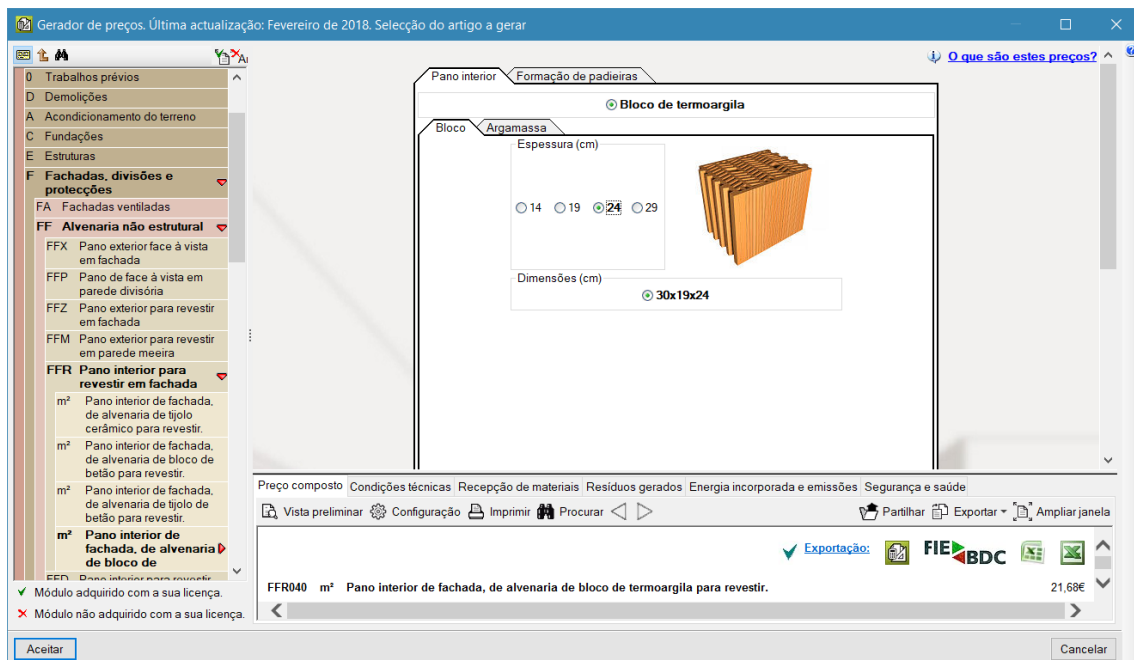 Gerador de preços. Última actualização: Fevereiro de 2018. Selecção do artigo a gerar
0 Trabalhos prévios
D Demolições
A Acondicionamento do terreno
C Fundações
E Estruturas
F Fachadas, divisões e
protecções
FA Fachadas ventiladas
FF Alvenaria não estrutural
FFX Pano exterior face à vista
em fachada
FFP Pano de face à vista em
parede divisória
FFZ Pano exterior para revestir
em fachada
FFM Pano exterior para revestir
em parede meeira
FFR Pano interior para
revestir em fachada
m² Pano interior de fachada,
de alvenaria de tijolo
cerâmico para revestir.
m² Pano interior de fachada,
de alvenaria de bloco de
betão para revestir.
m² Pano interior de fachada,
de alvenaria de tijolo de
betão para revestir.
m² Pano interior de
fachada, de alvenaria
de bloco de
Módulo adquirido com a sua licença.
Módulo não adquirido com a sua licença.
O que são estes preços?
Pano interior Formação de padieiras
Bloco de termoargila
Bloco Argamassa
Espessura (cm)
14 19 24 29
Dimensões (cm)
30x19x24
Preço composto Condições técnicas Recepção de materiais Resíduos gerados Energia incorporada e emissões Segurança e saúde
Vista preliminar Configuração Imprimir Procurar Partilhar Exportar Ampliar janela
Exportação: FIE BDC
FFR040 m² Pano interior de fachada, de alvenaria de bloco de termoargila para revestir. 21,68€
Aceitar Cancelar